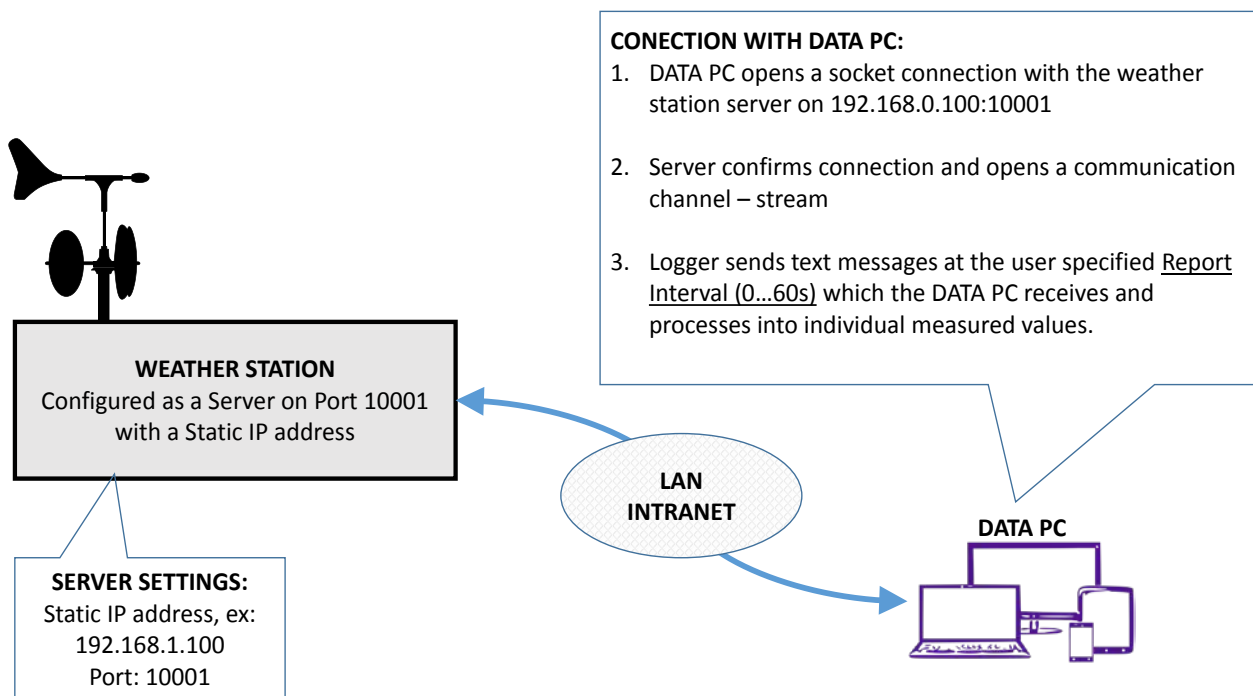 CONECTION WITH DATA PC:
1. DATA PC opens a socket connection with the weather
station server on 192.168.0.100:10001
2. Server confirms connection and opens a communication
channel – stream
3. Logger sends text messages at the user specified Report
Interval (0...60s) which the DATA PC receives and
processes into individual measured values.
WEATHER STATION
Configured as a Server on Port 10001
with a Static IP address
LAN
INTRANET
DATA PC
SERVER SETTINGS:
Static IP address, ex:
192.168.1.100
Port: 10001